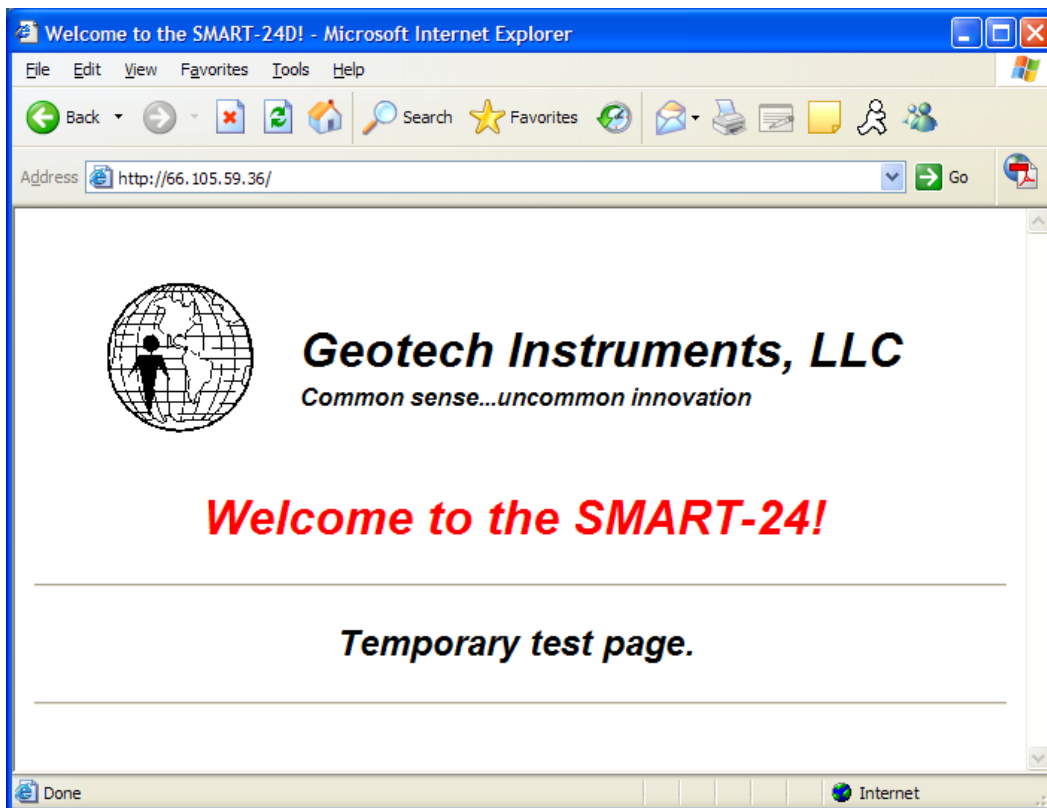 Welcome to the SMART-24D! - Microsoft Internet Explorer
File Edit View Favorites Tools Help
Back Search Favorites
Address http://66.105.59.36/ Go
Geotech Instruments, LLC
Common sense...uncommon innovation
Welcome to the SMART-24!
Temporary test page.
Done Internet